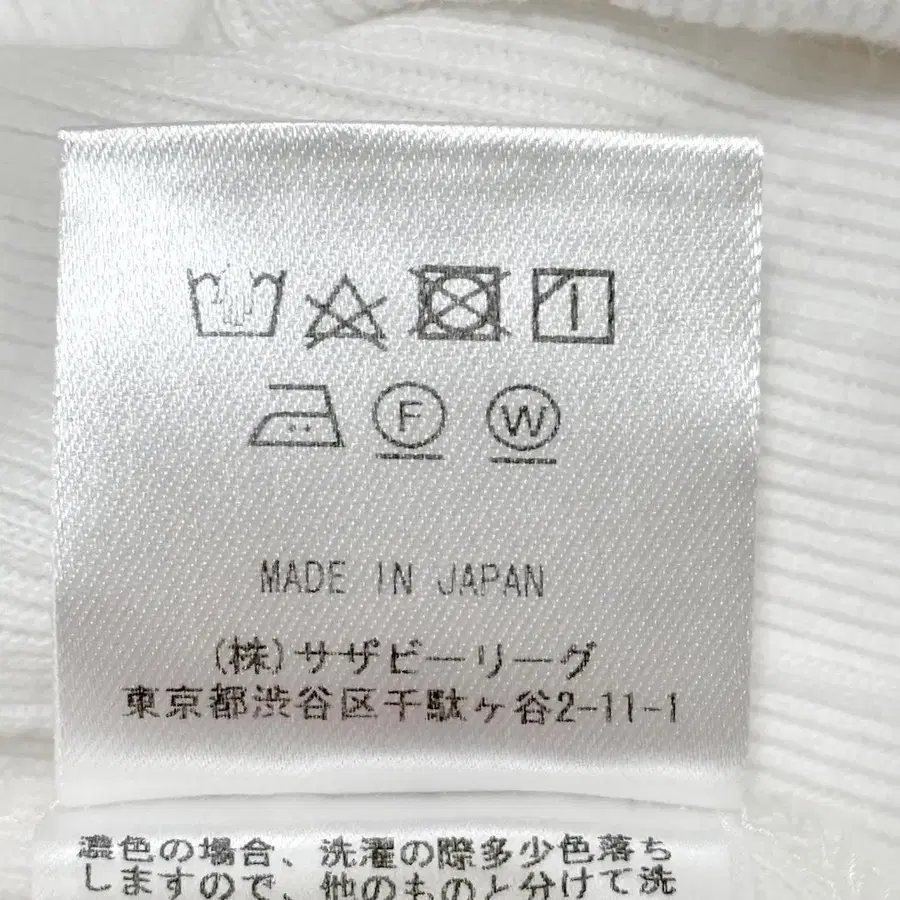 F W
MADE IN JAPAN
(株)サザビーリーグ
東京都渋谷区千駄ヶ谷2-11-1
濃色の場合、洗濯の際多少色落ち
しますので、他のものと分けて洗